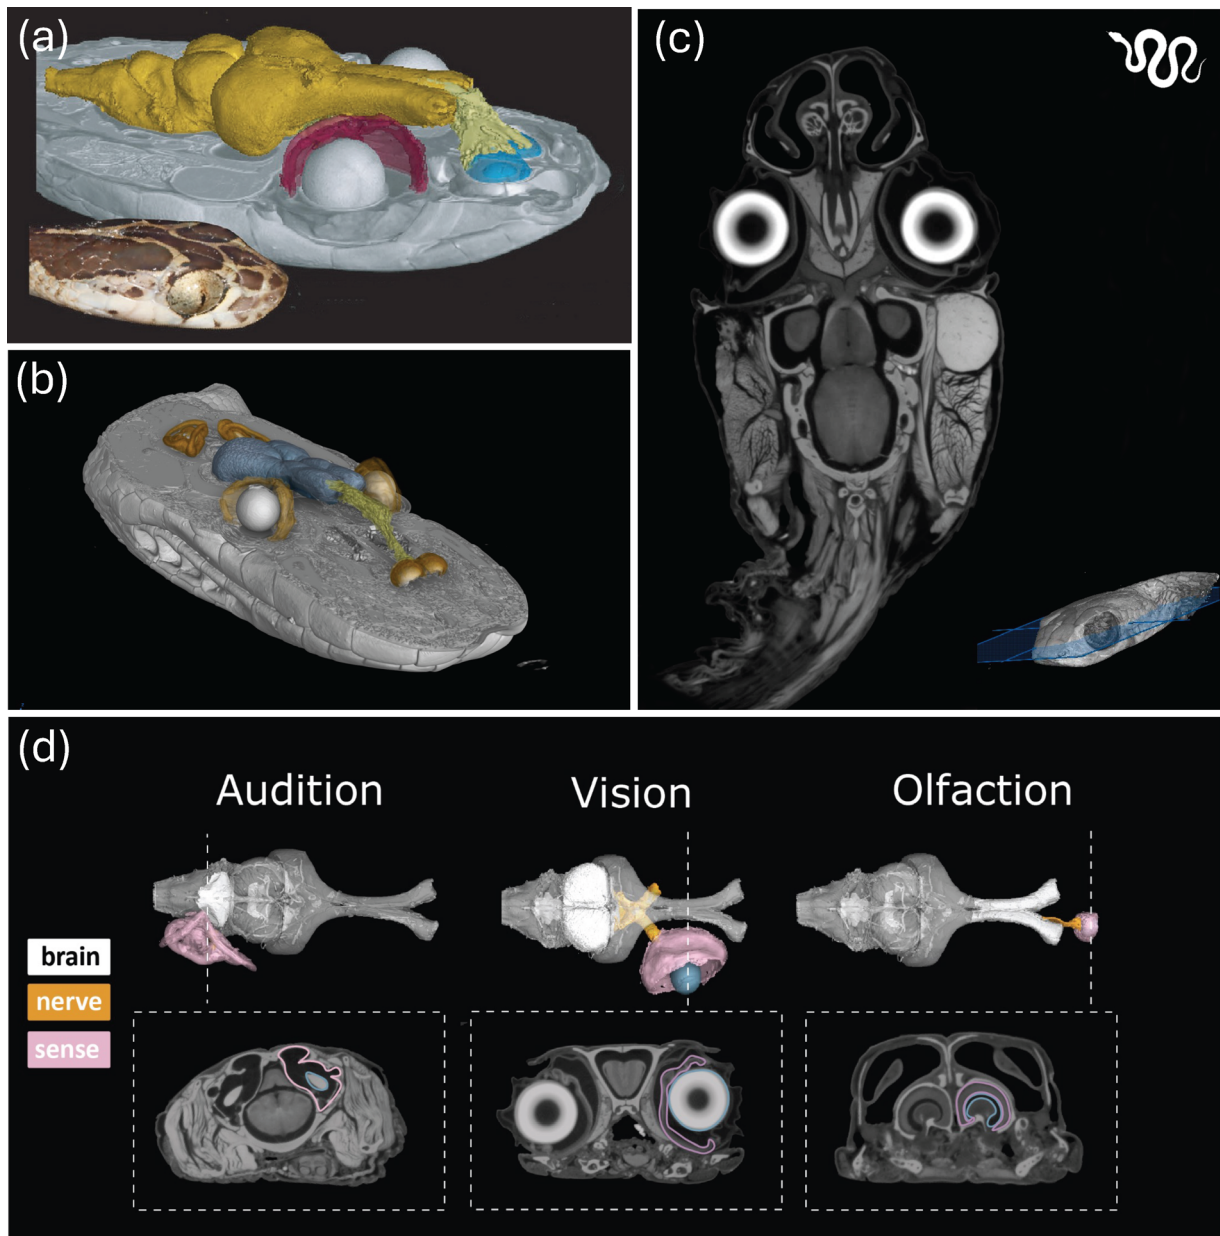 (a)
(c)
(b)
(d)
Audition
Vision
Olfaction
brain
nerve
sense